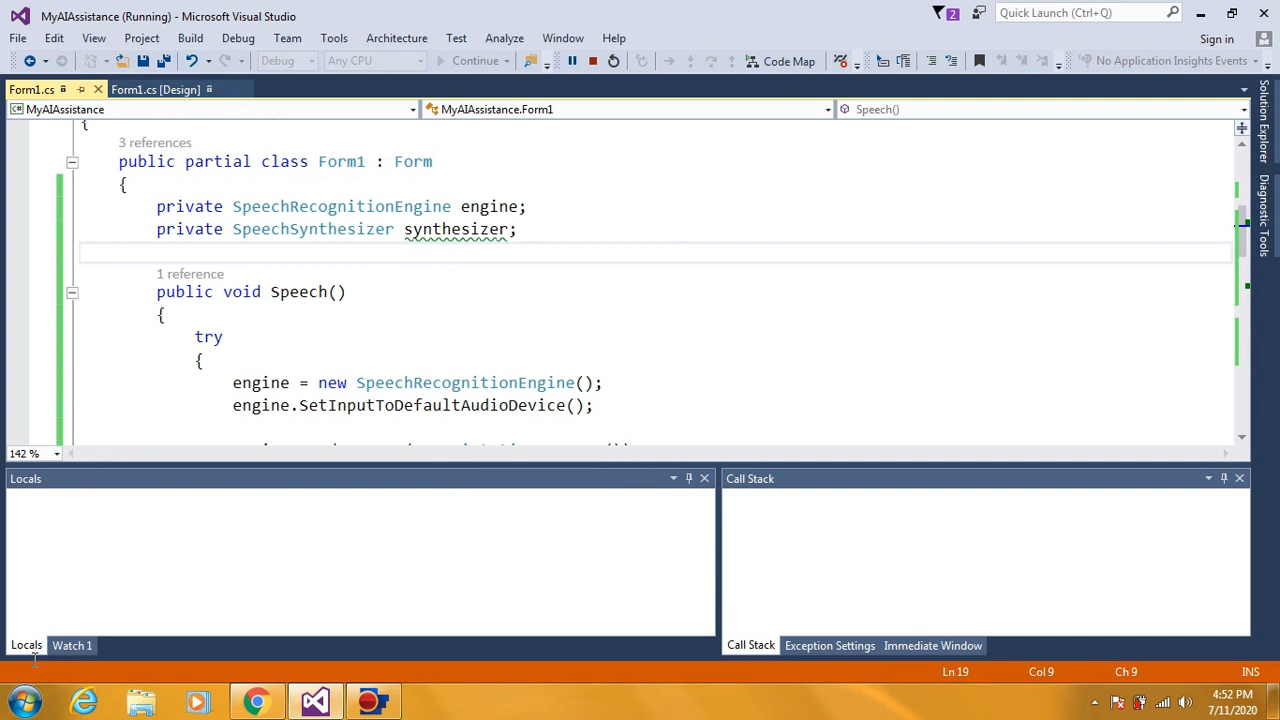 MyAIAssistance (Running) - Microsoft Visual Studio
2
Quick Launch (Ctrl+Q)
File Edit View Project Build Debug Team Tools Architecture Test Analyze Window Help
Sign in
Debug Any CPU Continue Code Map No Application Insights Events
Form1.cs Form1.cs [Design]
MyAIAssistance MyAIAssistance.Form1 Speech()
Solution Explorer
Diagnostic Tools
{
3 references
public partial class Form1 : Form
{
private SpeechRecognitionEngine engine;
private SpeechSynthesizer synthesizer;
1 reference
public void Speech()
{
try
{
engine = new SpeechRecognitionEngine();
engine.SetInputToDefaultAudioDevice();
142 %
Locals
Call Stack
Locals Watch 1
Call Stack Exception Settings Immediate Window
Ln 19 Col 9 Ch 9 INS
4:52 PM
7/11/2020